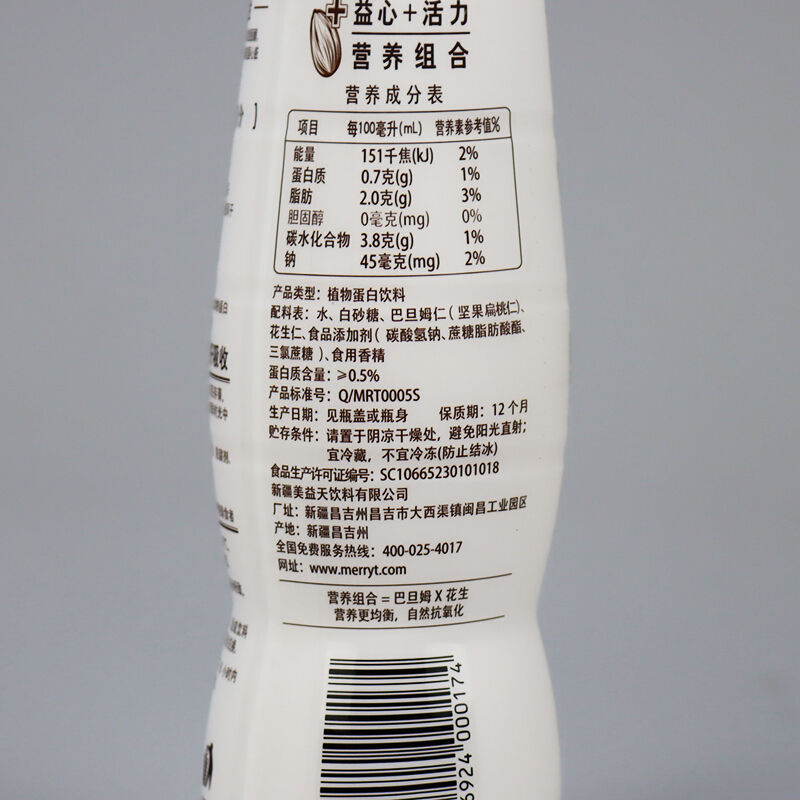 益心+活力
营养组合
营养成分表
项目 每100毫升(mL) 营养素参考值%
能量 151千焦(kJ) 2%
蛋白质 0.7克(g) 1%
脂肪 2.0克(g) 3%
胆固醇 0毫克(mg) 0%
碳水化合物 3.8克(g) 1%
钠 45毫克(mg) 2%
产品类型：植物蛋白饮料
配料表：水、白砂糖、巴旦姆仁（坚果扁桃仁）、
花生仁、食品添加剂（碳酸氢钠、蔗糖脂肪酸酯、
三氯蔗糖）、食用香精
蛋白质含量：≥0.5%
产品标准号：Q/MRT0005S
生产日期：见瓶盖或瓶身 保质期：12个月
贮存条件：请置于阴凉干燥处，避免阳光直射；
宜冷藏，不宜冷冻(防止结冰)
食品生产许可证编号：SC10665230101018
新疆美益天饮料有限公司
厂址：新疆昌吉州昌吉市大西渠镇闽昌工业园区
产地：新疆昌吉州
全国免费服务热线：400-025-4017
网址：www.merryt.com
营养组合=巴旦姆X花生
营养更均衡，自然抗氧化
6924 000174
吸收